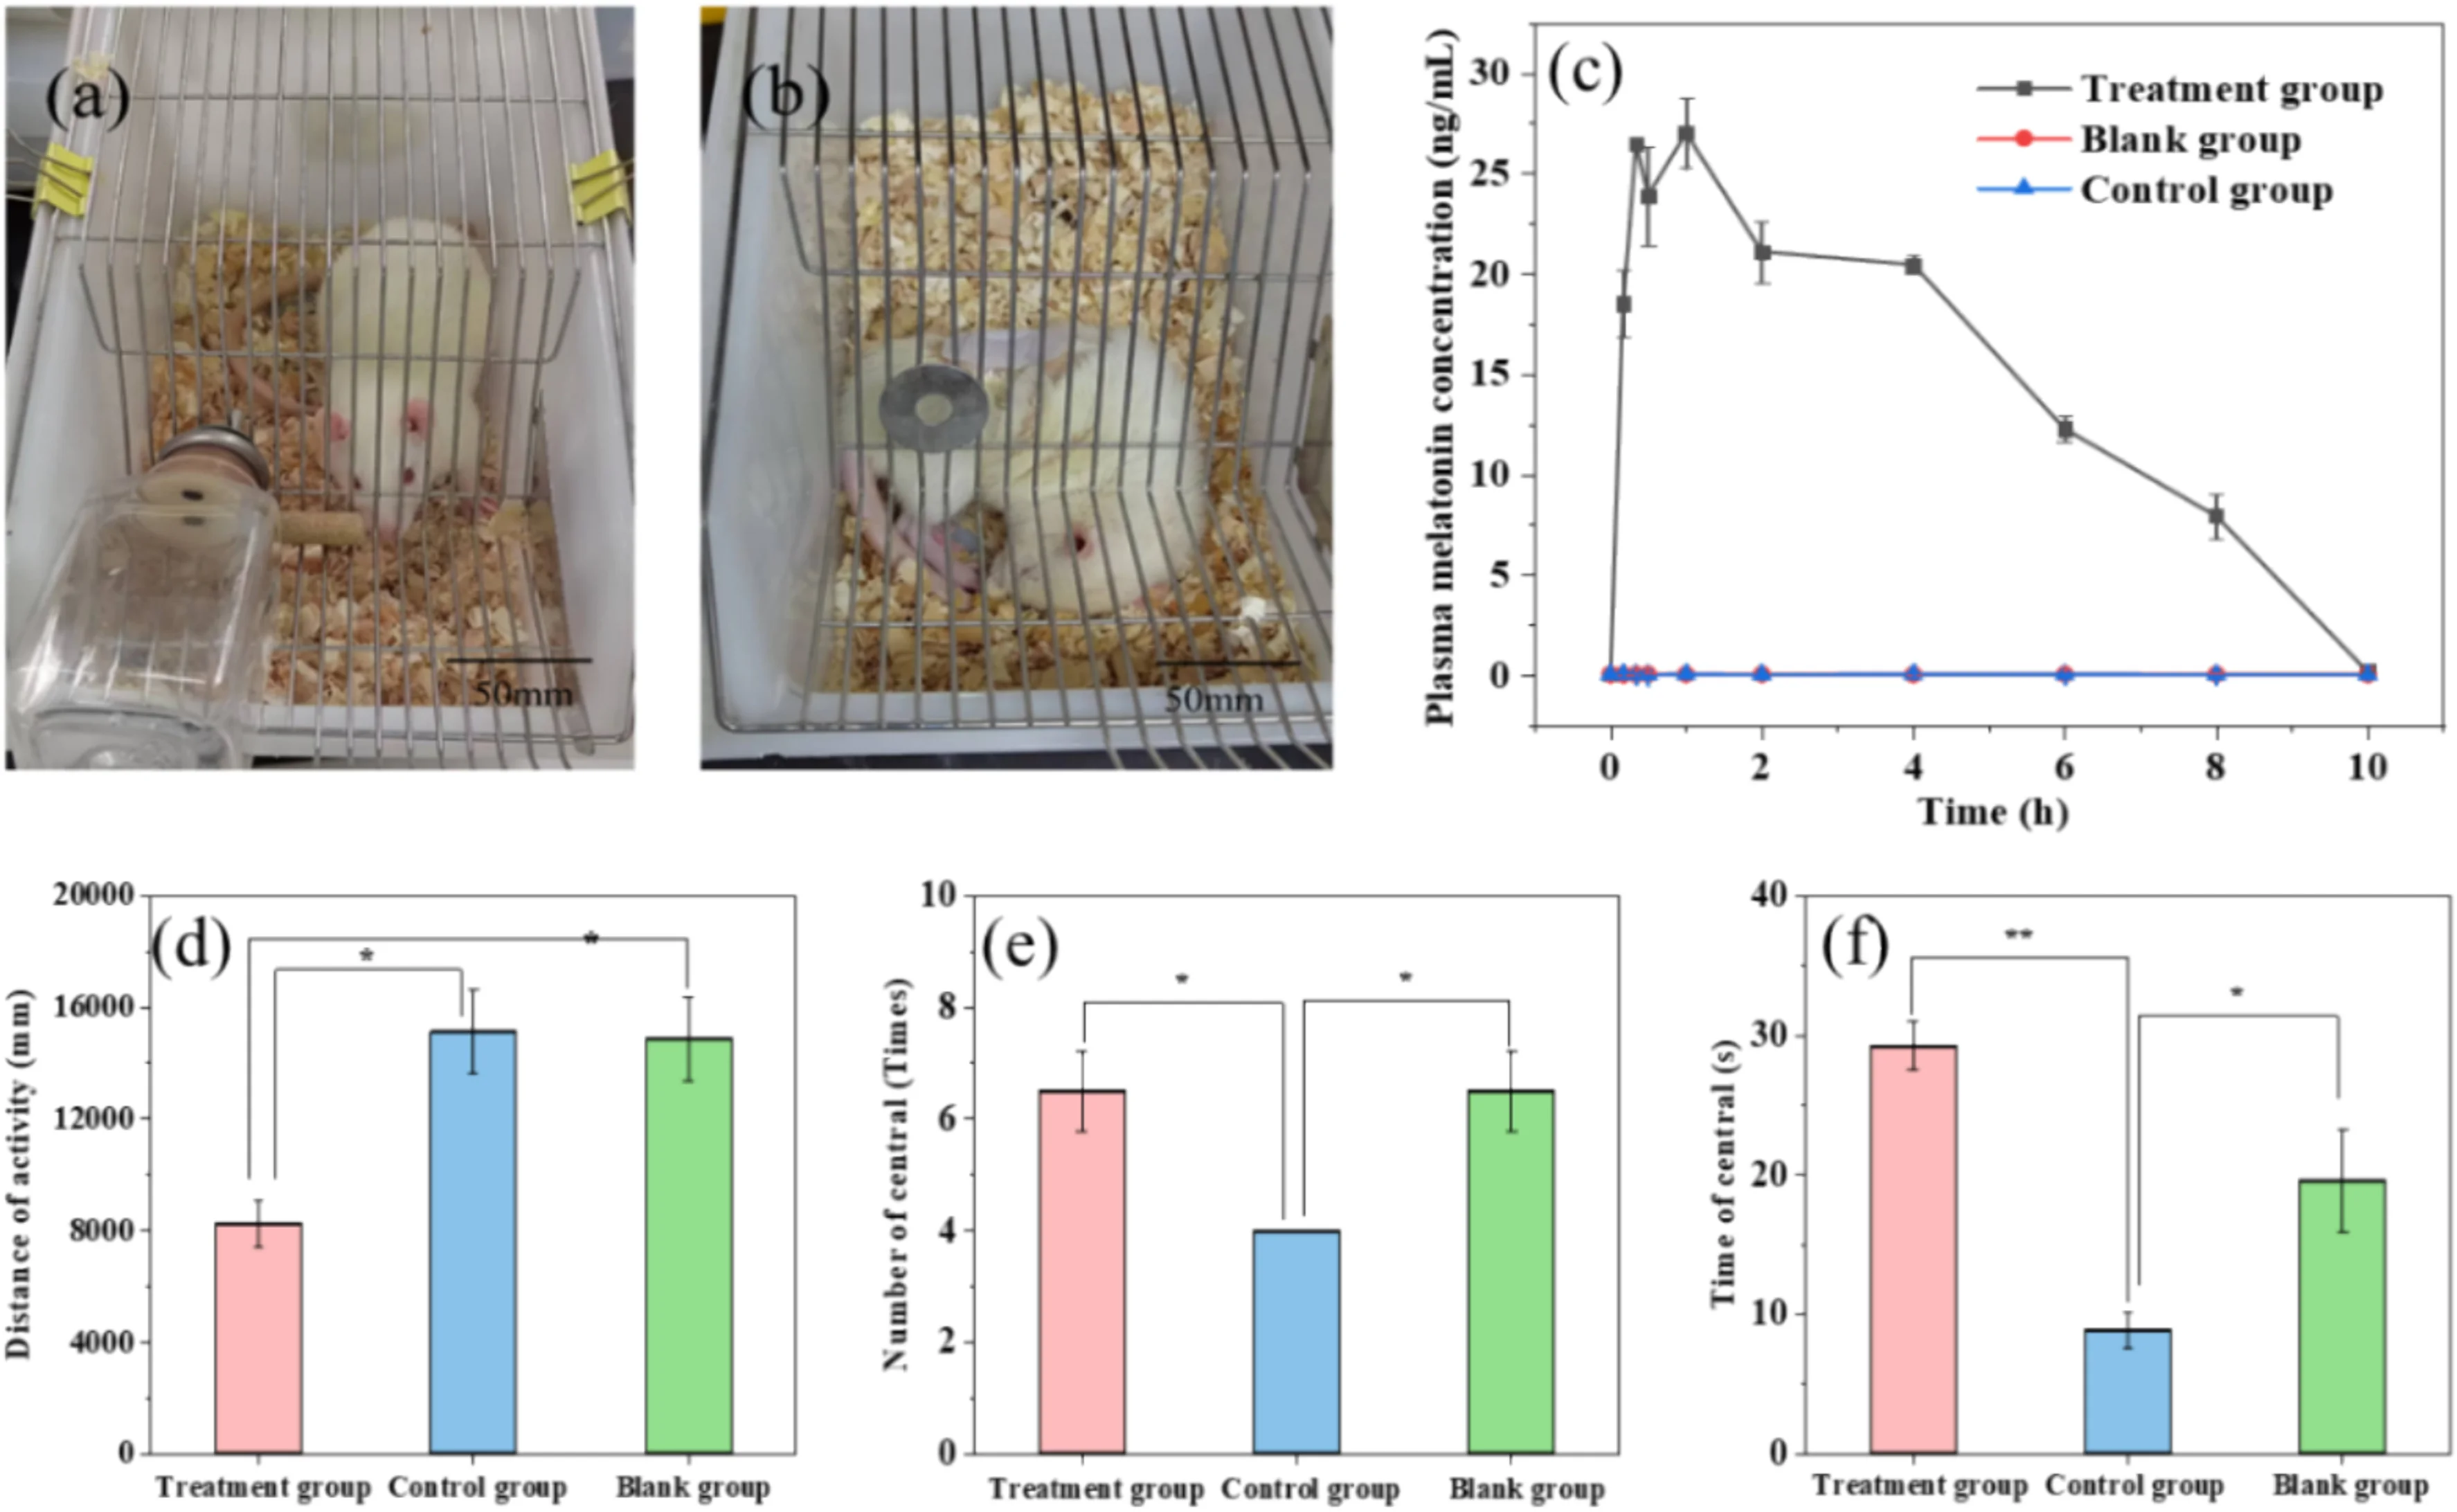 (a)
50mm
(b)
50mm
(c)
Plasma melatonin concentration (ng/mL)
30
25
20
15
10
5
0
Treatment group
Blank group
Control group
0 2 4 6 8 10
Time (h)
(d)
Distance of activity (mm)
20000
16000
12000
8000
4000
0
*
*
Treatment group Control group Blank group
(e)
Number of central (Times)
10
8
6
4
2
0
* *
Treatment group Control group Blank group
(f)
Time of central (s)
40
30
20
10
0
**
*
Treatment group Control group Blank group